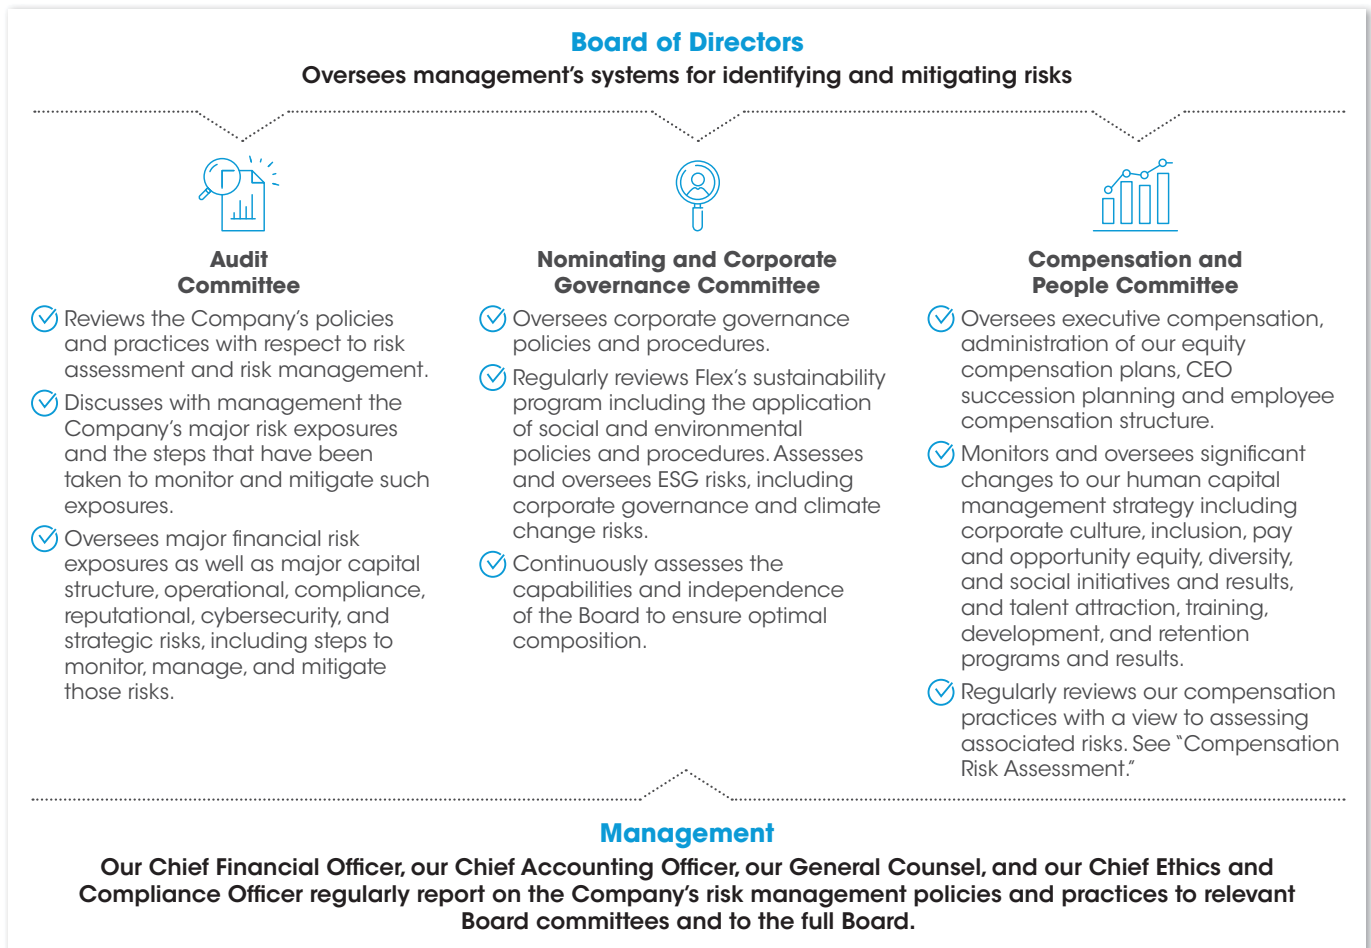 Board of Directors
Oversees management’s systems for identifying and mitigating risks
Audit
Committee
Reviews the Company’s policies
and practices with respect to risk
assessment and risk management.
Discusses with management the
Company’s major risk exposures
and the steps that have been
taken to monitor and mitigate such
exposures.
Oversees major financial risk
exposures as well as major capital
structure, operational, compliance,
reputational, cybersecurity, and
strategic risks, including steps to
monitor, manage, and mitigate
those risks.
Nominating and Corporate
Governance Committee
Oversees corporate governance
policies and procedures.
Regularly reviews Flex’s sustainability
program including the application
of social and environmental
policies and procedures. Assesses
and oversees ESG risks, including
corporate governance and climate
change risks.
Continuously assesses the
capabilities and independence
of the Board to ensure optimal
composition.
Compensation and
People Committee
Oversees executive compensation,
administration of our equity
compensation plans, CEO
succession planning and employee
compensation structure.
Monitors and oversees significant
changes to our human capital
management strategy including
corporate culture, inclusion, pay
and opportunity equity, diversity,
and social initiatives and results,
and talent attraction, training,
development, and retention
programs and results.
Regularly reviews our compensation
practices with a view to assessing
associated risks. See “Compensation
Risk Assessment.”
Management
Our Chief Financial Officer, our Chief Accounting Officer, our General Counsel, and our Chief Ethics and
Compliance Officer regularly report on the Company’s risk management policies and practices to relevant
Board committees and to the full Board.